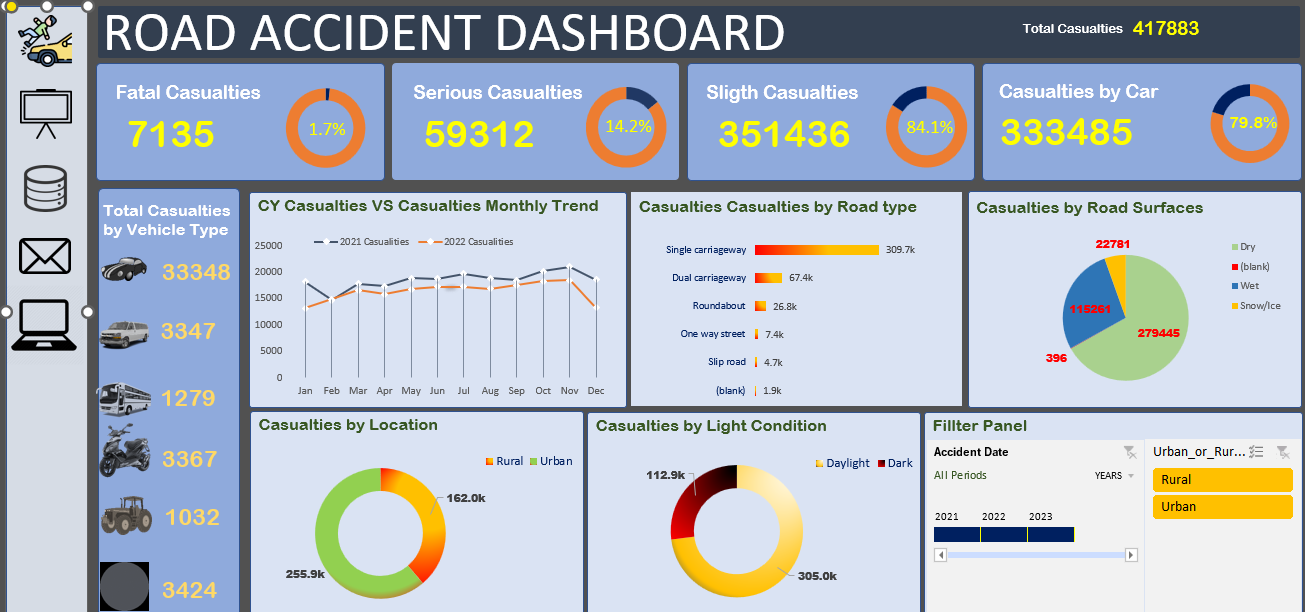 ROAD ACCIDENT DASHBOARD
Total Casualties 417883
Fatal Casualties
7135
1.7%
Serious Casualties
59312
14.2%
Sligth Casualties
351436
84.1%
Casualties by Car
333485
79.8%
Total Casualties
by Vehicle Type
33348
3347
1279
3367
1032
3424
CY Casualties VS Casualties Monthly Trend
2021 Casualities 2022 Casualities
25000
20000
15000
10000
5000
0
Jan Feb Mar Apr May Jun Jul Aug Sep Oct Nov Dec
Casualties Casualties by Road type
Single carriageway 309.7k
Dual carriageway 67.4k
Roundabout 26.8k
One way street 7.4k
Slip road 4.7k
(blank) 1.9k
Casualties by Road Surfaces
22781
115261
279445
396
Dry
(blank)
Wet
Snow/Ice
Casualties by Location
Rural Urban
162.0k
255.9k
Casualties by Light Condition
Daylight Dark
112.9k
305.0k
Fillter Panel
Accident Date
All Periods YEARS
2021 2022 2023
Urban_or_Rur...
Rural
Urban